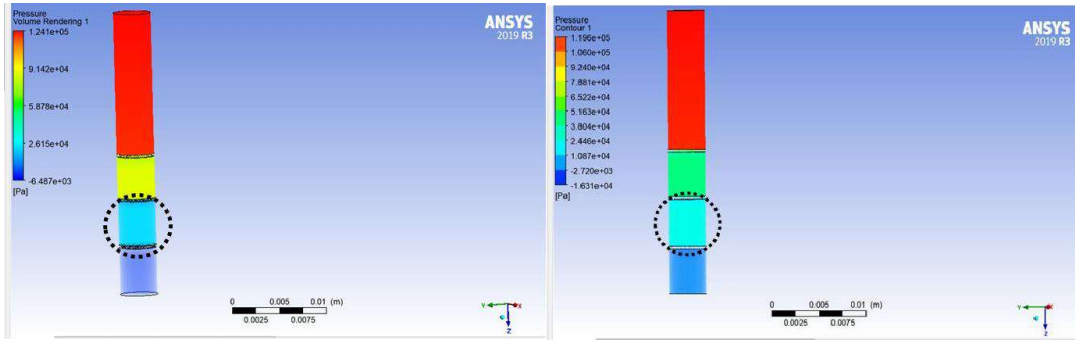 Pressure
Volume Rendering 1
1.241e+05
9.142e+04
5.878e+04
2.615e+04
-6.487e+03
[Pa]
ANSYS
2019 R3
0 0.005 0.01 (m)
0.0025 0.0075
Y
X
Z
Pressure
Contour 1
1.196e+05
1.060e+05
9.240e+04
7.881e+04
6.522e+04
5.163e+04
3.804e+04
2.446e+04
1.087e+04
-2.720e+03
-1.631e+04
[Pa]
ANSYS
2019 R3
0 0.005 0.01 (m)
0.0025 0.0075
Y
X
Z